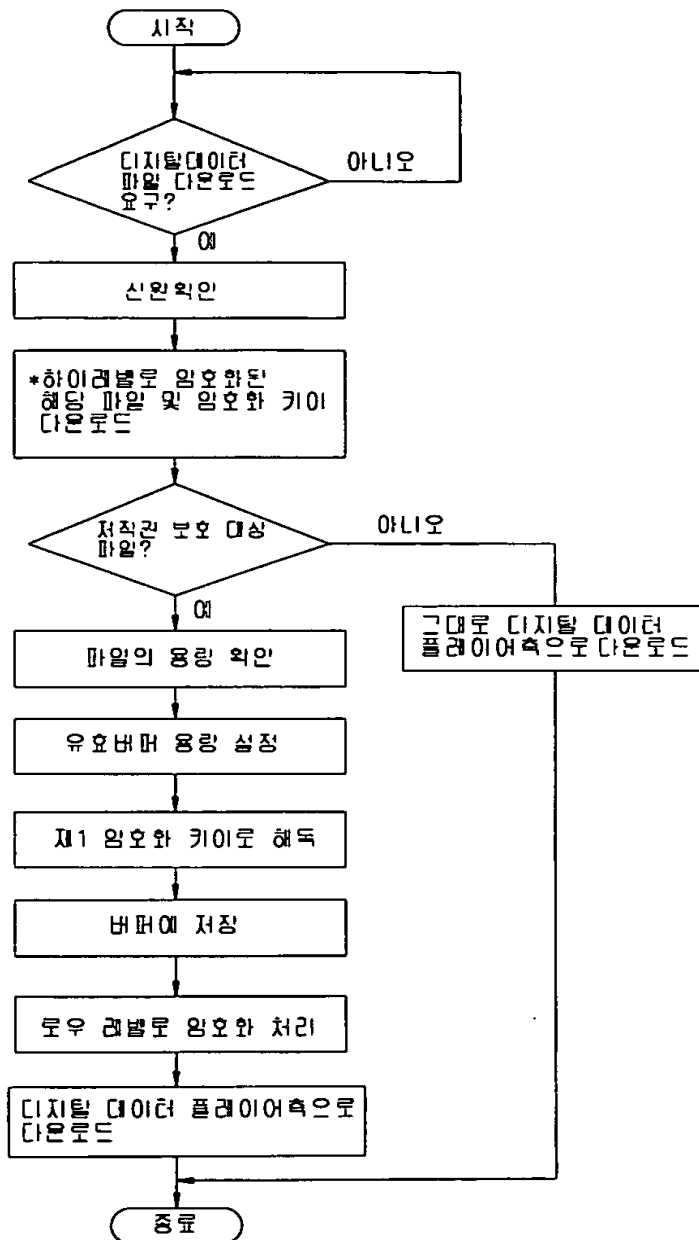 시작
디지탈데이터
파일 다운로드
요구?
아니오
예
신원확인
*하이레벨로 암호화된
해당 파일 및 암호화 키이
다운로드
저작권 보호 대상
파일?
아니오
예
그대로 디지탈 데이터
플레이어측으로다운로드
파일의 용량 확인
유효버퍼 용량 설정
제1 암호화 키이로 해독
버퍼에 저장
로우 레벨로 암호화 처리
디지탈 데이터 플레이어측으로
다운로드
종료